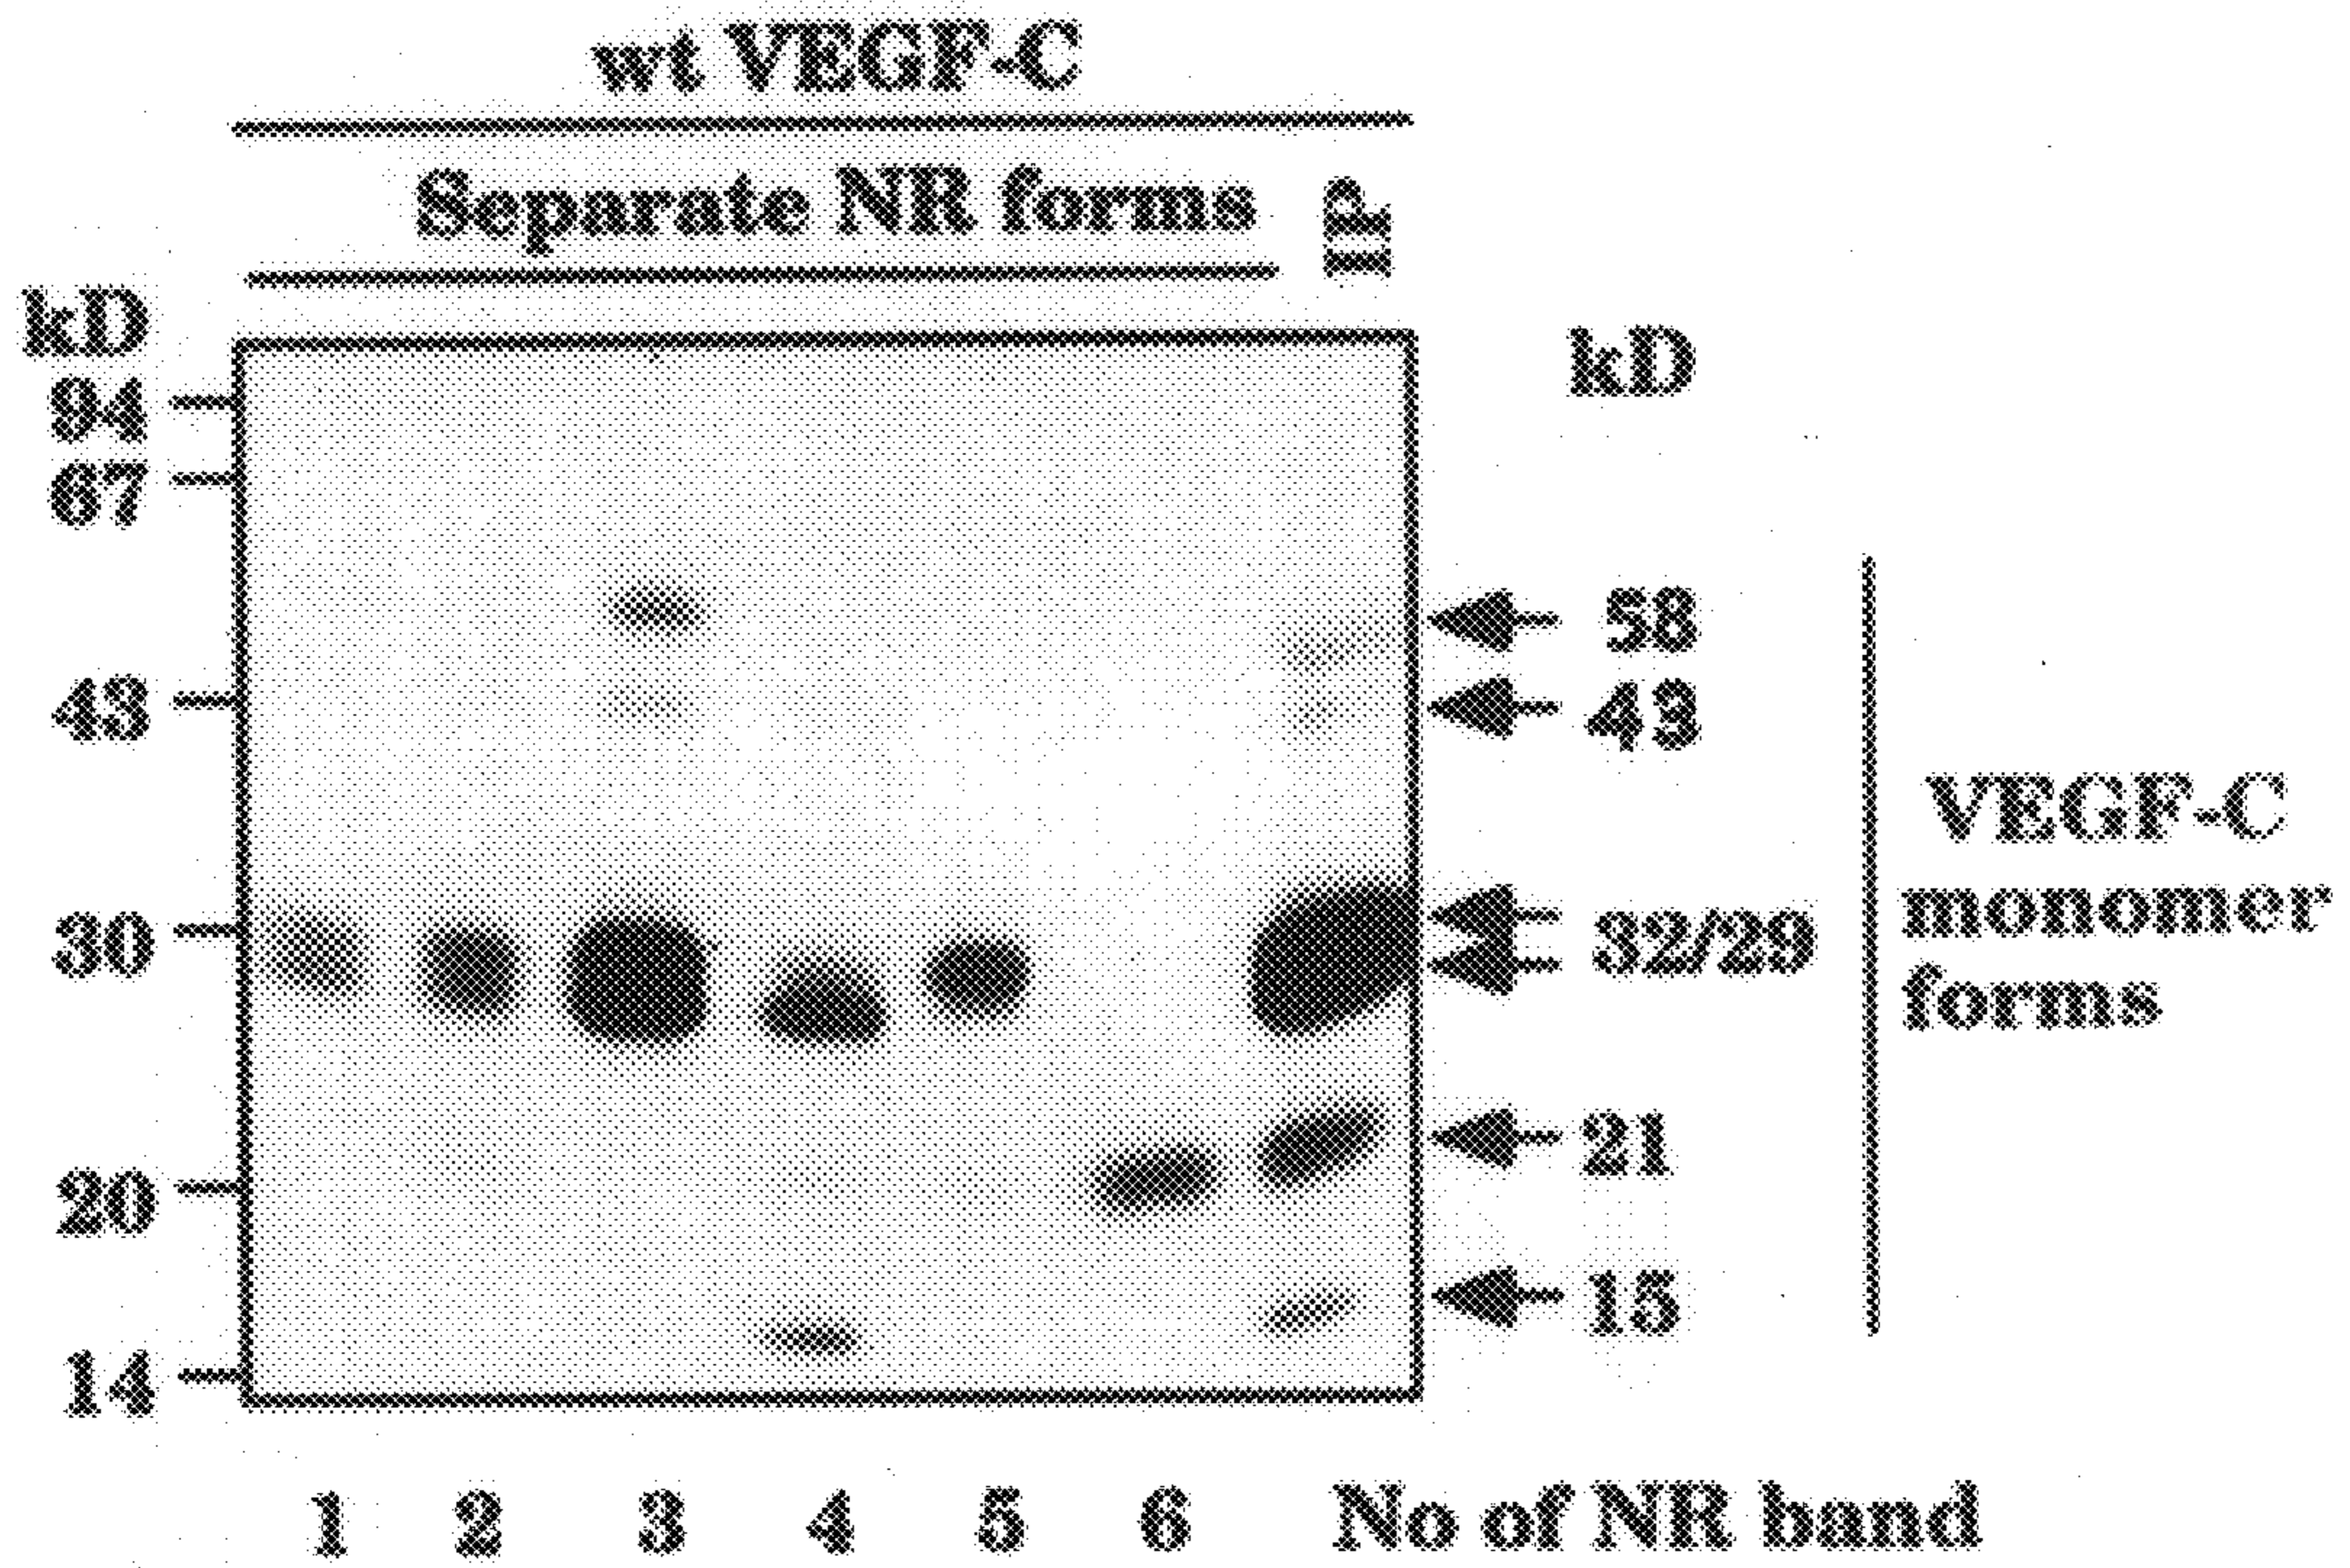 wt VEGF-C
Separate NR forms
IP
kD
94
67
43
30
20
14
kD
58
43
32/29
21
15
VEGF-C
monomer
forms
1 2 3 4 5 6 No of NR band